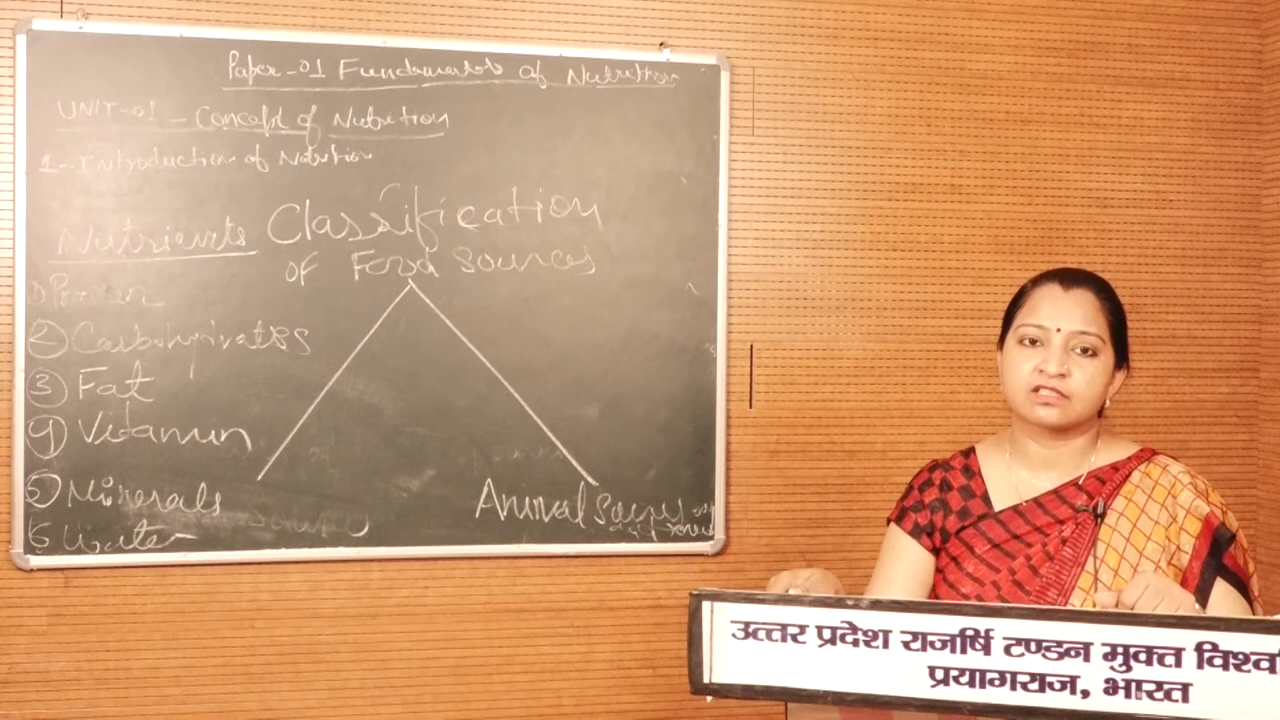 Paper-01 Fundamentals of Nutrition
UNIT-01 - Concept of Nutrition
1-Introduction of Nutrition
Classification
of Food sources
Nutrients
① Protein
② Carbohydrates
③ Fat
④ Vitamin
⑤ Minerals
6 Water
Animal
उत्तर प्रदेश राजर्षि टण्डन मुक्त
प्रयागराज, भारत